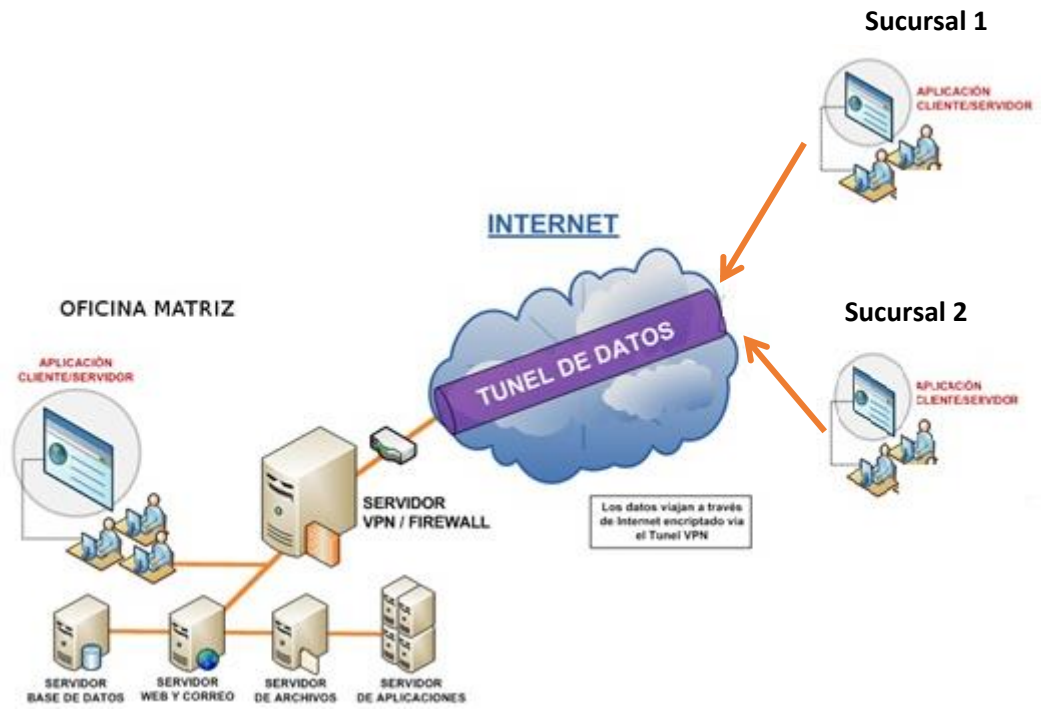 Sucursal 1
APLICACIÓN
CLIENTE/SERVIDOR
INTERNET
OFICINA MATRIZ
TUNEL DE DATOS
Sucursal 2
APLICACIÓN
CLIENTE/SERVIDOR
APLICACIÓN
CLIENTE/SERVIDOR
SERVIDOR
VPN / FIREWALL
Los datos viajan a través
de Internet encriptado via
el Tunel VPN
SERVIDOR
BASE DE DATOS
SERVIDOR
WEB Y CORREO
SERVIDOR
DE ARCHIVOS
SERVIDOR
DE APLICACIONES